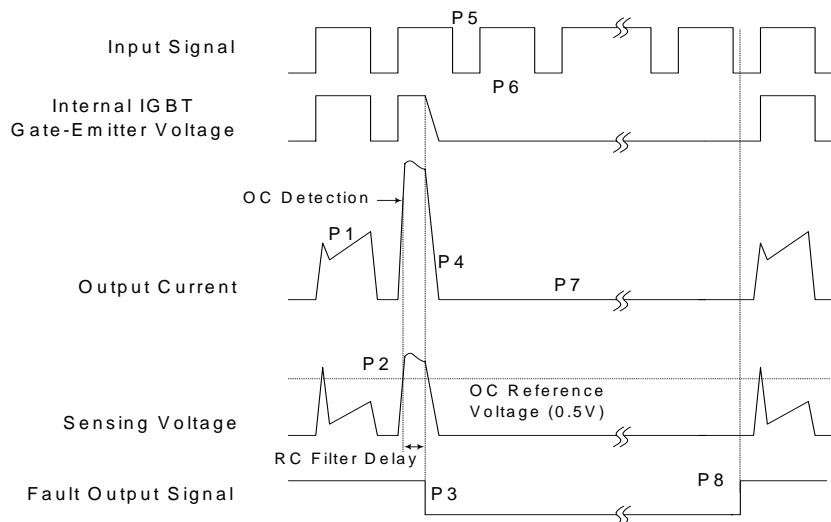 P5
Input Signal
P6
Internal IGBT
Gate-Emitter Voltage
OC Detection
P1
P4
Output Current
P7
P2
OC Reference
Voltage (0.5V)
Sensing Voltage
RC Filter Delay
Fault Output Signal
P3
P8